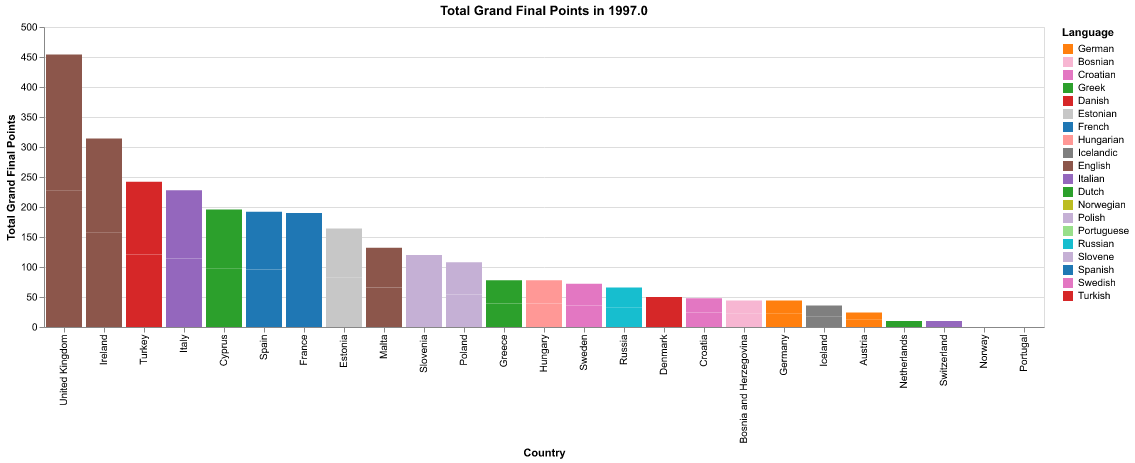 Total Grand Final Points in 1997.0
Total Grand Final Points
500
450
400
350
300
250
200
150
100
50
0
United Kingdom
Ireland
Turkey
Italy
Cyprus
Spain
France
Estonia
Malta
Slovenia
Poland
Greece
Hungary
Sweden
Russia
Denmark
Croatia
Bosnia and Herzegovina
Germany
Iceland
Austria
Netherlands
Switzerland
Norway
Portugal
Country
Language
German
Bosnian
Croatian
Greek
Danish
Estonian
French
Hungarian
Icelandic
English
Italian
Dutch
Norwegian
Polish
Portuguese
Russian
Slovene
Spanish
Swedish
Turkish